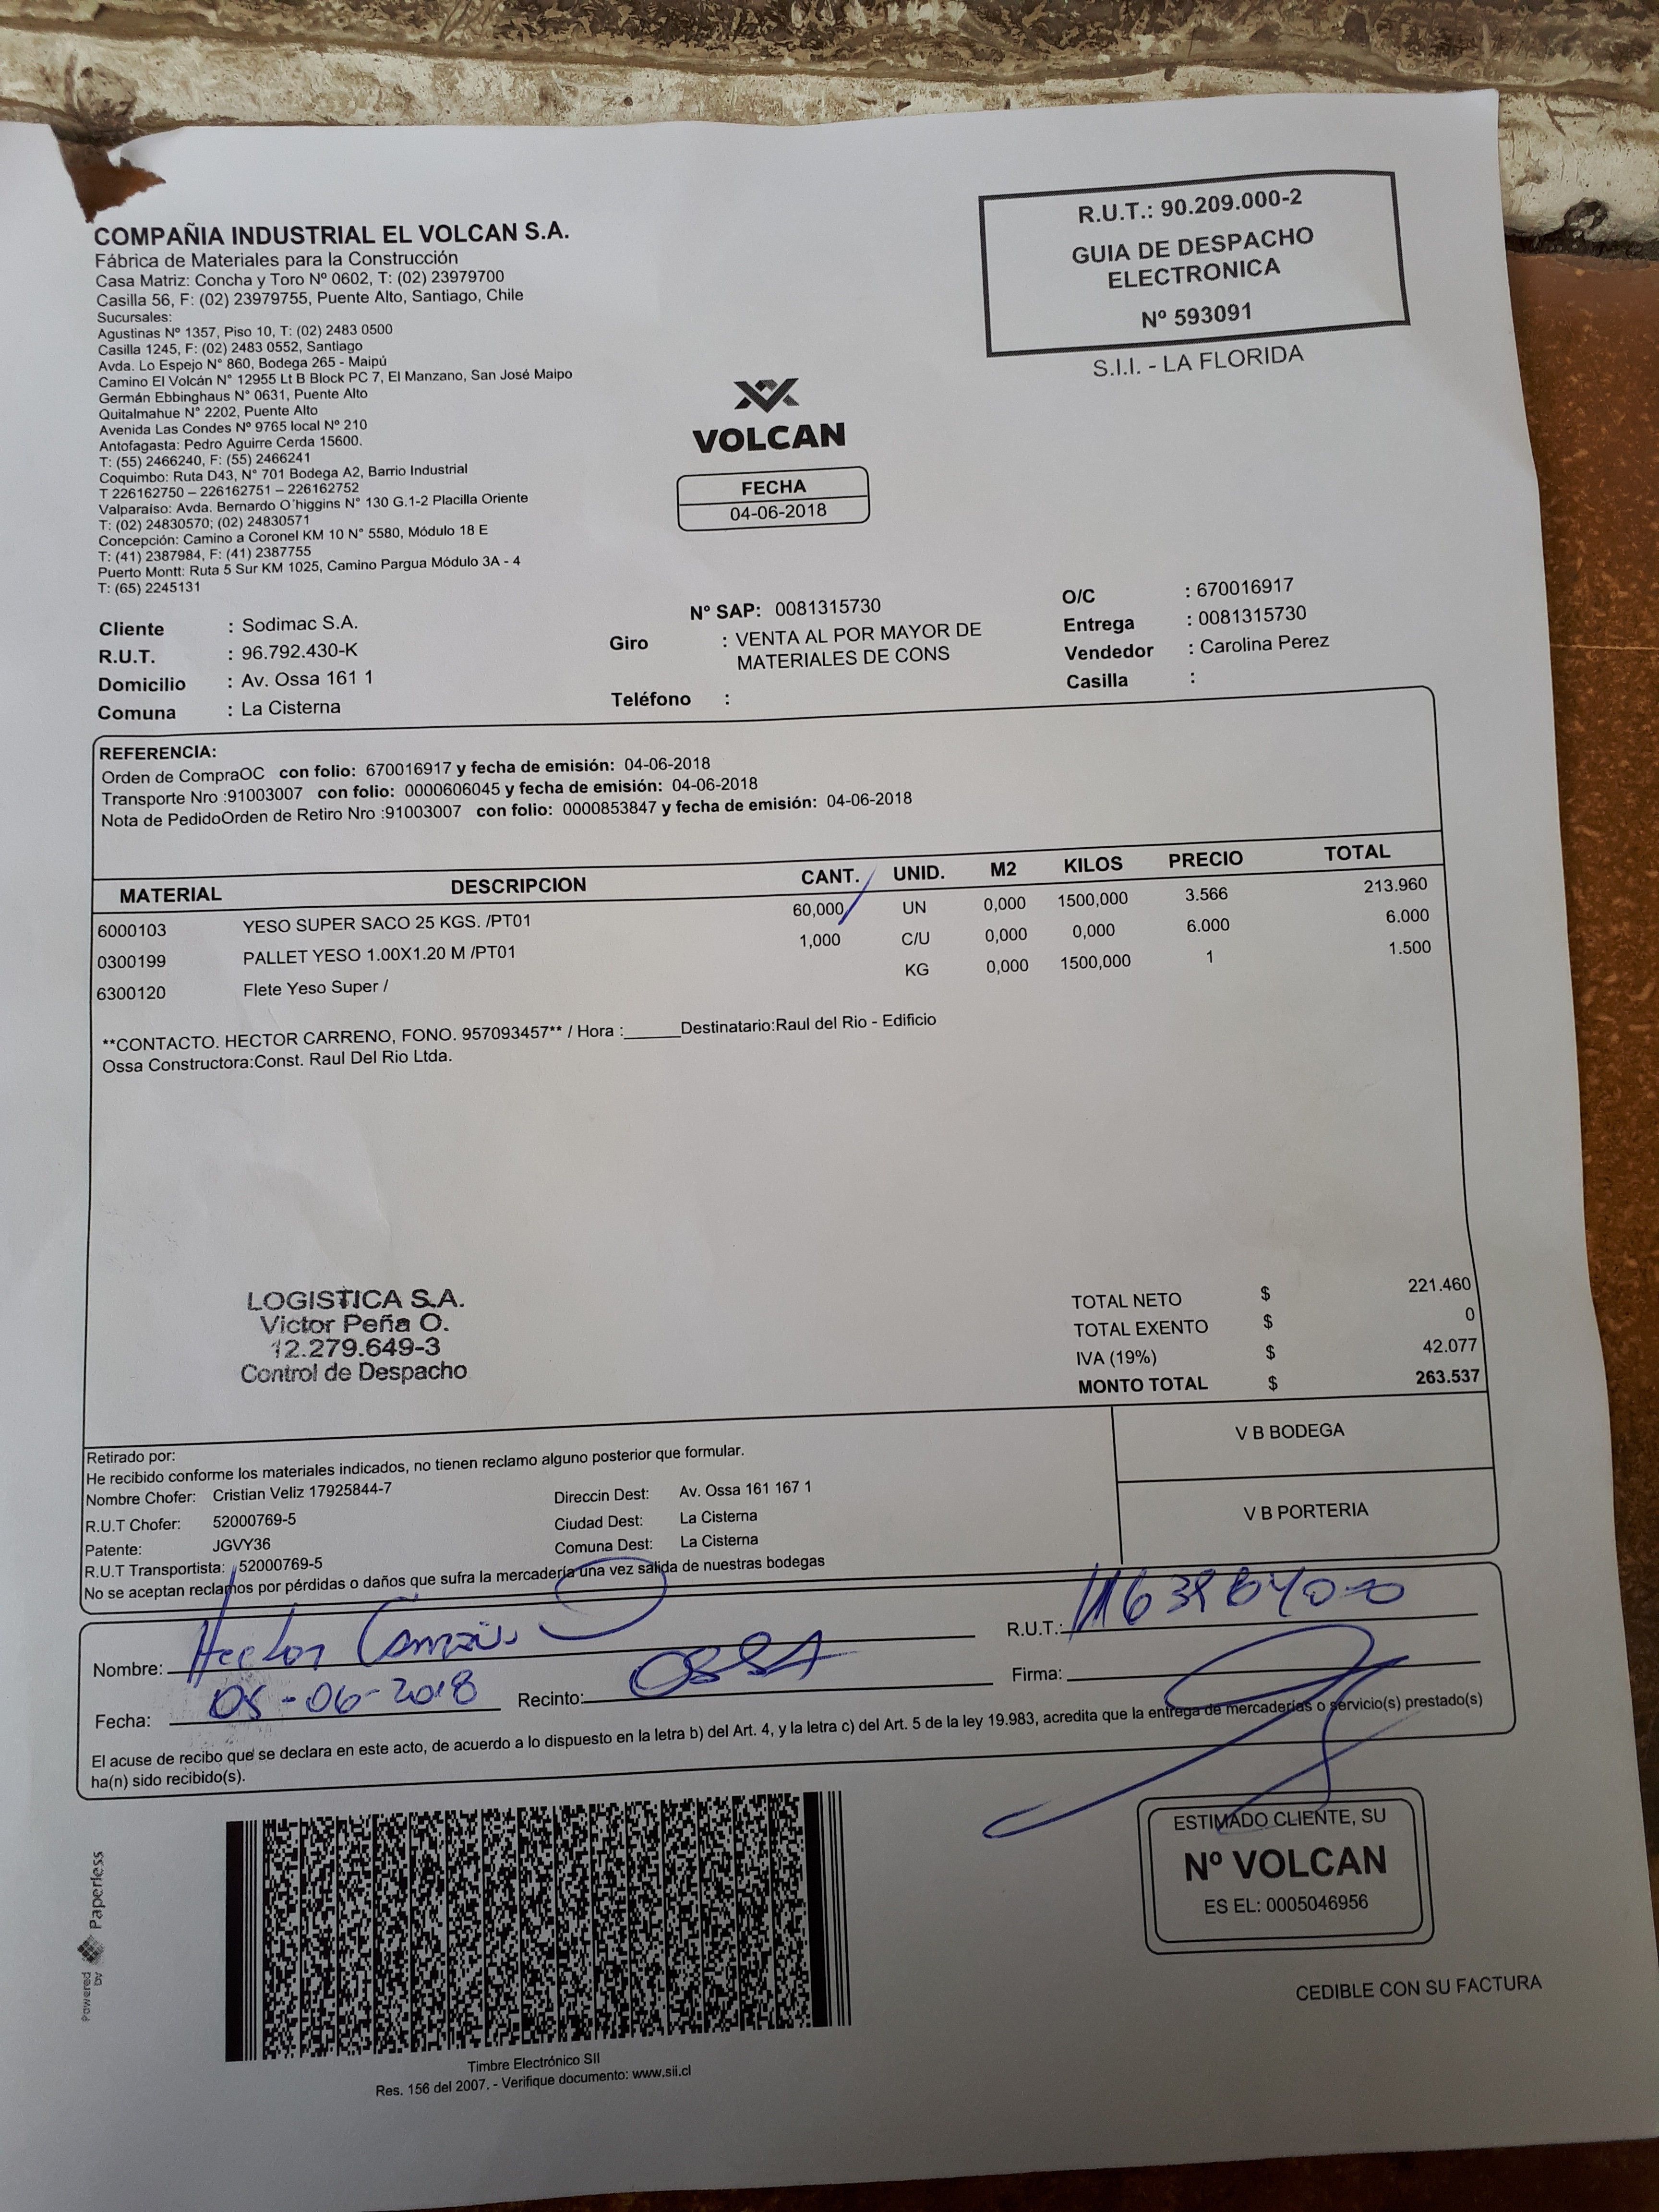 COMPAÑIA INDUSTRIAL EL VOLCAN S.A.
Fábrica de Materiales para la Construcción
Casa Matriz: Concha y Toro Nº 0602, T: (02) 23979700
Casilla 56, F: (02) 23979755, Puente Alto, Santiago, Chile
Sucursales:
Agustinas Nº 1357, Piso 10, T: (02) 2483 0500
Casilla 1245, F: (02) 2483 0552, Santiago
Avda. Lo Espejo N° 860, Bodega 265 - Maipú
Camino El Volcán N° 12955 Lt B Block PC 7, El Manzano, San José Maipo
Germán Ebbinghaus N° 0631, Puente Alto
Quitalmahue N° 2202, Puente Alto
Avenida Las Condes Nº 9765 local Nº 210
Antofagasta: Pedro Aguirre Cerda 15600.
T: (55) 2466240, F: (55) 2466241
Coquimbo: Ruta D43, N° 701 Bodega A2, Barrio Industrial
T 226162750 – 226162751 – 226162752
Valparaíso: Avda. Bernardo O´higgins N° 130 G.1-2 Placilla Oriente
T: (02) 24830570; (02) 24830571
Concepción: Camino a Coronel KM 10 N° 5580, Módulo 18 E
T: (41) 2387984, F: (41) 2387755
Puerto Montt: Ruta 5 Sur KM 1025, Camino Pargua Módulo 3A - 4
T: (65) 2245131
R.U.T.: 90.209.000-2
GUIA DE DESPACHO
ELECTRONICA
Nº 593091
S.I.I. - LA FLORIDA
VOLCAN
FECHA
04-06-2018
Cliente : Sodimac S.A.
R.U.T. : 96.792.430-K
Domicilio : Av. Ossa 161 1
Comuna : La Cisterna
Nº SAP: 0081315730
Giro : VENTA AL POR MAYOR DE
MATERIALES DE CONS
Teléfono :
O/C : 670016917
Entrega : 0081315730
Vendedor : Carolina Perez
Casilla :
REFERENCIA:
Orden de CompraOC con folio: 670016917 y fecha de emisión: 04-06-2018
Transporte Nro :91003007 con folio: 0000606045 y fecha de emisión: 04-06-2018
Nota de PedidoOrden de Retiro Nro :91003007 con folio: 0000853847 y fecha de emisión: 04-06-2018
MATERIAL DESCRIPCION CANT. UNID. M2 KILOS PRECIO TOTAL
6000103 YESO SUPER SACO 25 KGS. /PT01 60,000 UN 0,000 1500,000 3.566 213.960
0300199 PALLET YESO 1.00X1.20 M /PT01 1,000 C/U 0,000 0,000 6.000 6.000
6300120 Flete Yeso Super / KG 0,000 1500,000 1 1.500
**CONTACTO. HECTOR CARRENO, FONO. 957093457** / Hora :______Destinatario:Raul del Rio - Edificio
Ossa Constructora:Const. Raul Del Rio Ltda.
LOGISTICA S.A.
Victor Peña O.
12.279.649-3
Control de Despacho
TOTAL NETO $ 221.460
TOTAL EXENTO $ 0
IVA (19%) $ 42.077
MONTO TOTAL $ 263.537
Retirado por:
He recibido conforme los materiales indicados, no tienen reclamo alguno posterior que formular.
Nombre Chofer: Cristian Veliz 17925844-7
R.U.T Chofer: 52000769-5
Patente: JGVY36
R.U.T Transportista: 52000769-5
Direccin Dest: Av. Ossa 161 167 1
Ciudad Dest: La Cisterna
Comuna Dest: La Cisterna
No se aceptan reclamos por pérdidas o daños que sufra la mercadería una vez salida de nuestras bodegas
V B BODEGA
V B PORTERIA
Nombre: Hector
R.U.T.:
Fecha: 05-06-2018 Recinto: OSSA Firma:
El acuse de recibo que se declara en este acto, de acuerdo a lo dispuesto en la letra b) del Art. 4, y la letra c) del Art. 5 de la ley 19.983, acredita que la entrega de mercaderías o servicio(s) prestado(s)
ha(n) sido recibido(s).
Powered by Paperless
Timbre Electrónico SII
Res. 156 del 2007. - Verifique documento: www.sii.cl
ESTIMADO CLIENTE, SU
Nº VOLCAN
ES EL: 0005046956
CEDIBLE CON SU FACTURA